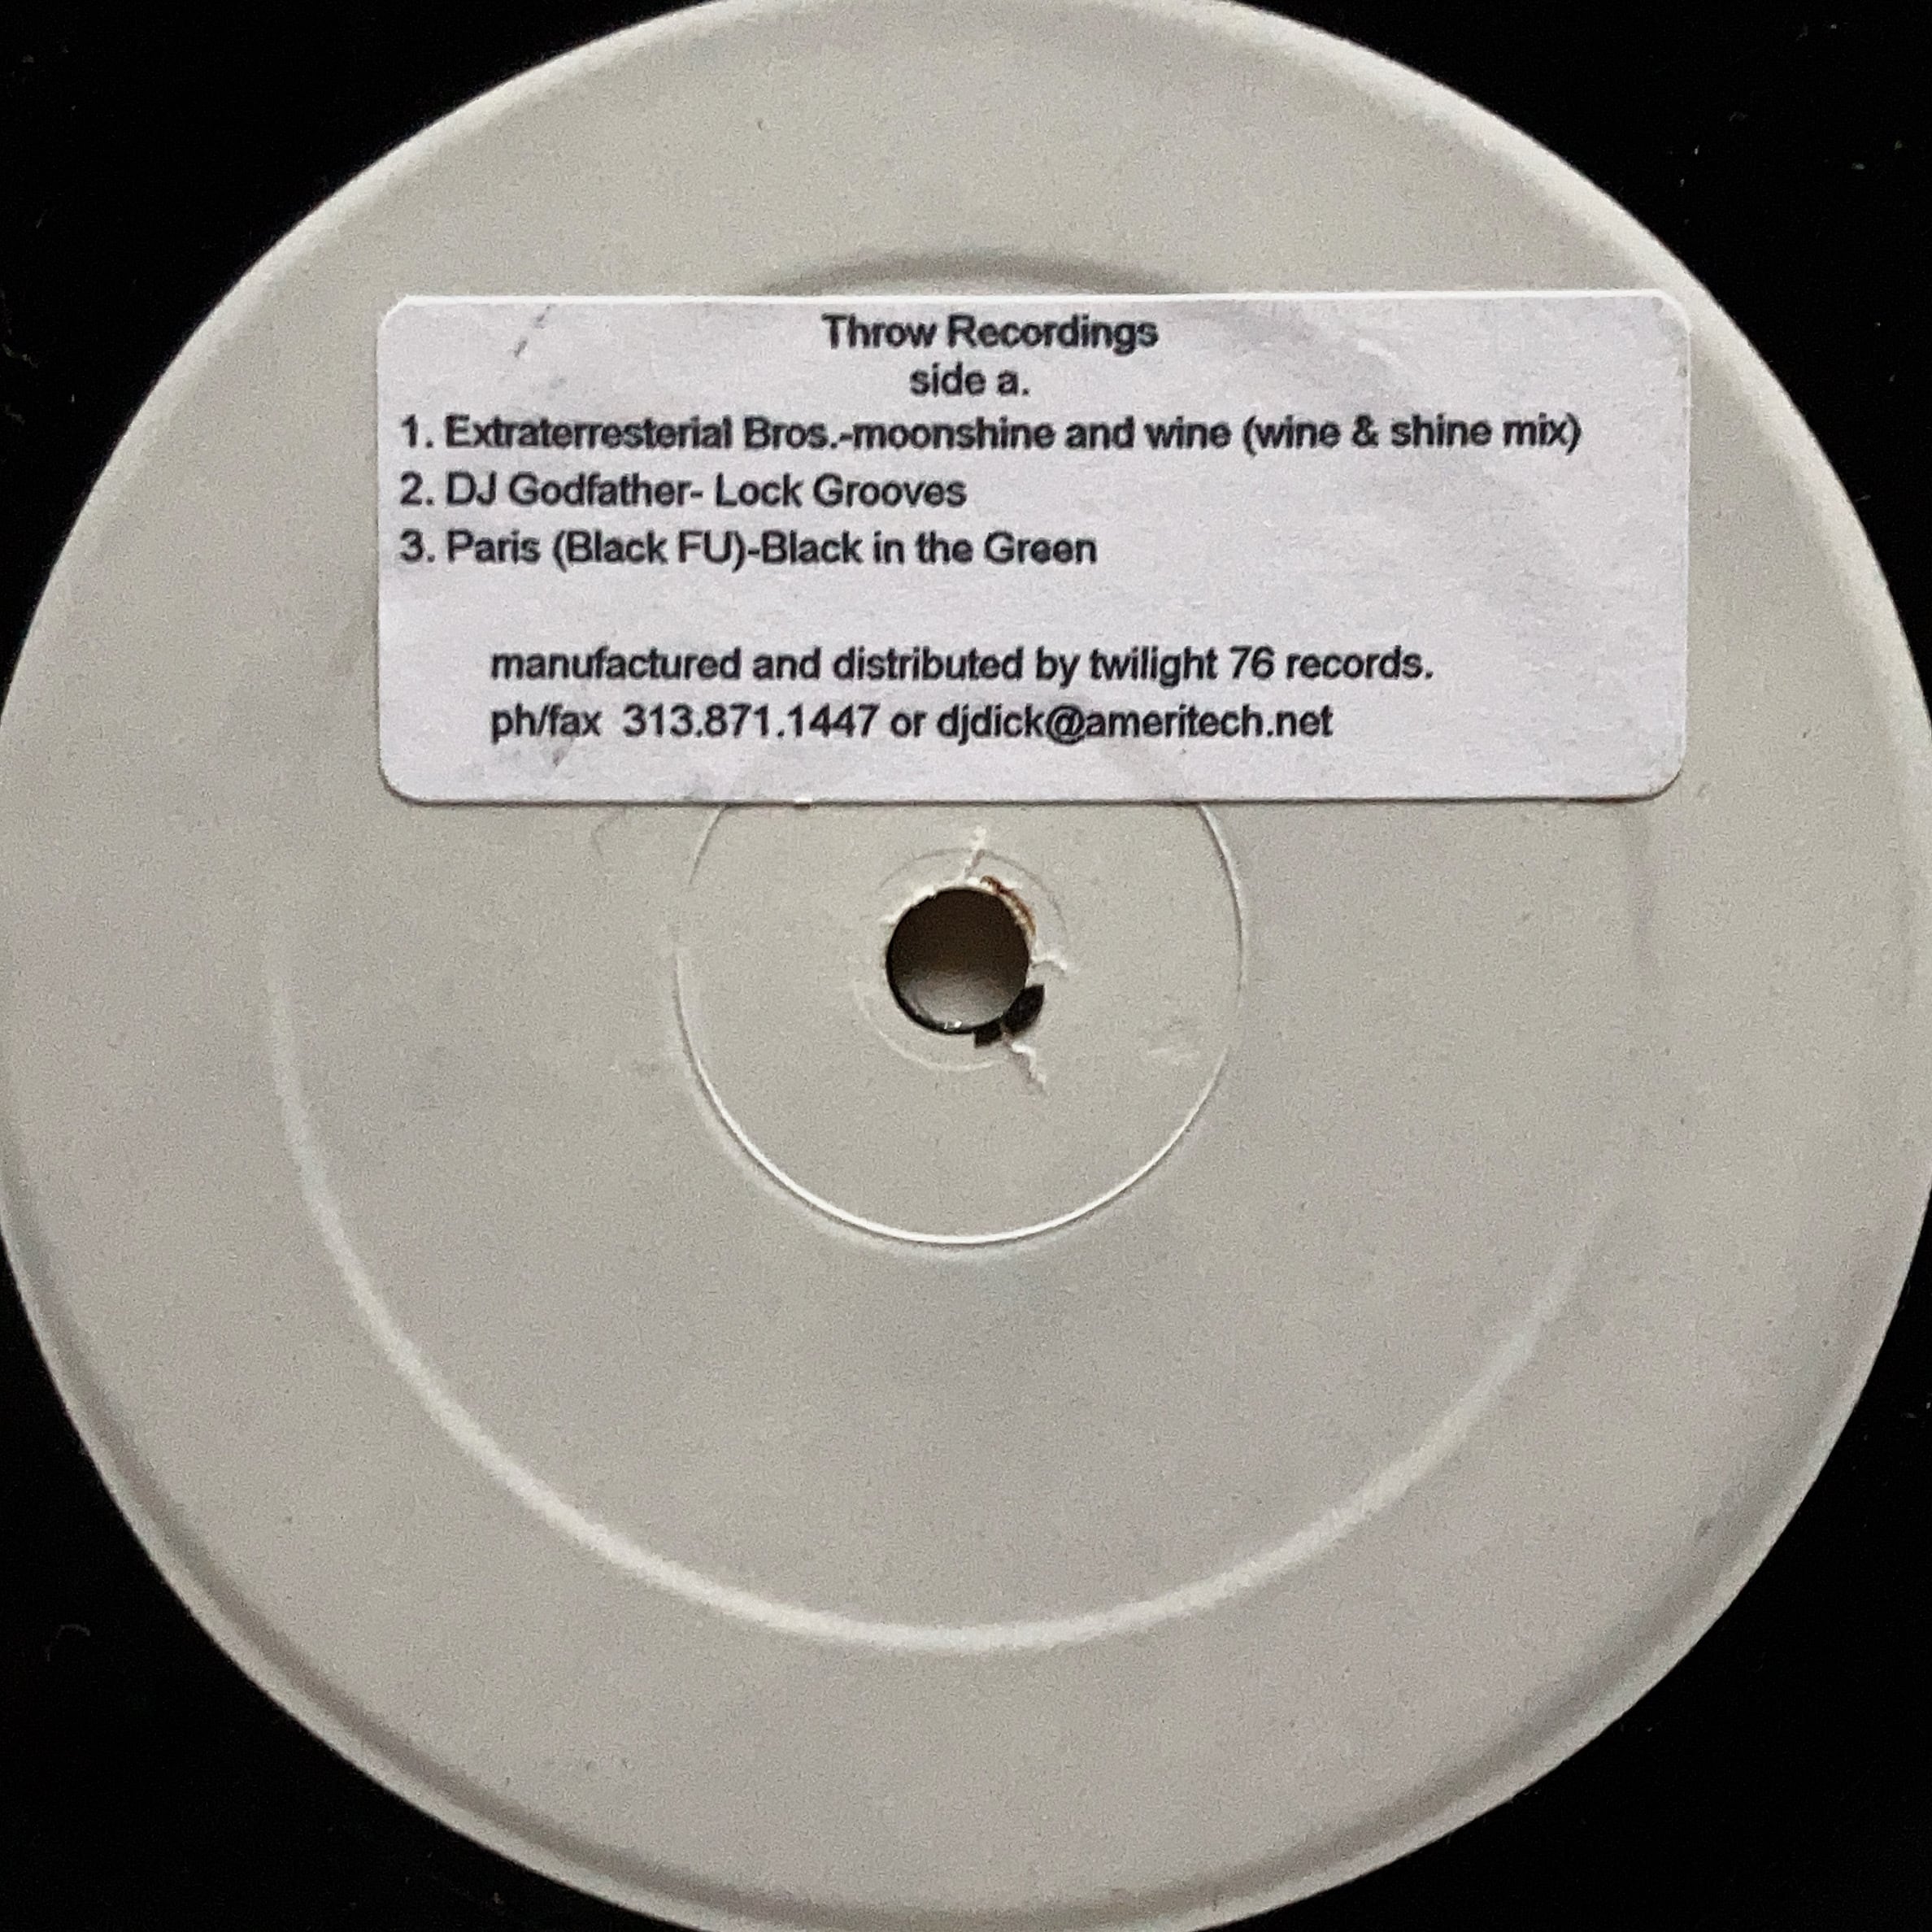 Throw Recordings
side a.
1. Extraterresterial Bros.-moonshine and wine (wine & shine mix)
2. DJ Godfather- Lock Grooves
3. Paris (Black FU)-Black in the Green
manufactured and distributed by twilight 76 records.
ph/fax 313.871.1447 or djdick@ameritech.net